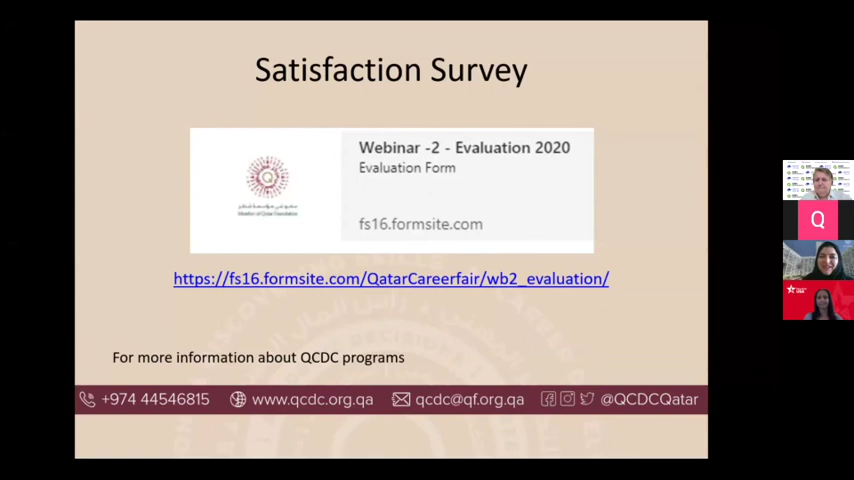 Satisfaction Survey
Webinar -2 - Evaluation 2020
Evaluation Form
Member of Qatar Foundation
fs16.formsite.com
https://fs16.formsite.com/QatarCareerfair/wb2_evaluation/
For more information about QCDC programs
+974 44546815 www.qcdc.org.qa qcdc@qf.org.qa @QCDCQatar
Q